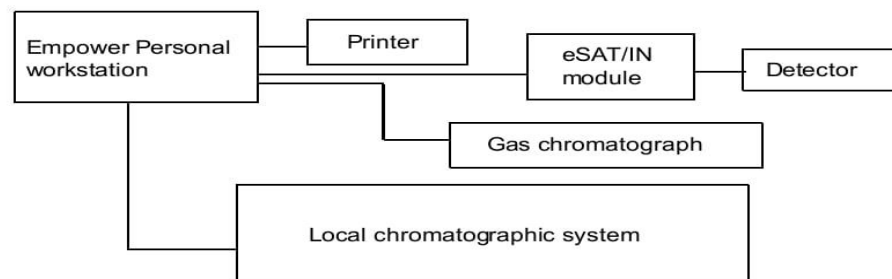 Empower Personal
workstation
Printer
eSAT/IN
module
Detector
Gas chromatograph
Local chromatographic system